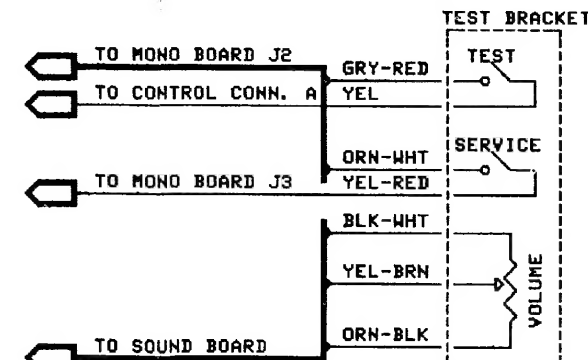 TEST BRACKET
TO MONO BOARD J2
GRY-RED
TEST
TO CONTROL CONN. A
YEL
ORN-WHT
SERVICE
TO MONO BOARD J3
YEL-RED
BLK-WHT
YEL-BRN
VOLUME
ORN-BLK
TO SOUND BOARD